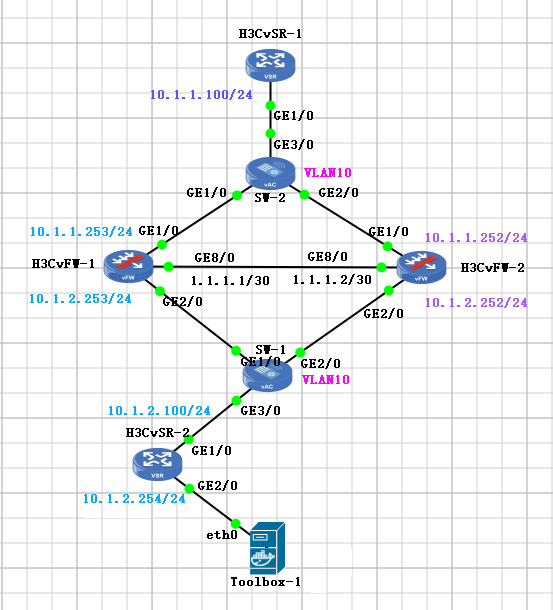 H3CvSR-1
VSR
10.1.1.100/24
GE1/0
GE3/0
VLAN10
vAC
GE1/0
GE2/0
SW-2
10.1.1.253/24
GE1/0
GE1/0
10.1.1.252/24
H3CvFW-1
GE8/0
GE8/0
H3CvFW-2
vFW
vFW
1.1.1.1/30
1.1.1.2/30
10.1.2.253/24
GE2/0
10.1.2.252/24
GE2/0
SW-1
GE1/0
GE2/0
vAC
VLAN10
10.1.2.100/24
GE3/0
H3CvSR-2
GE1/0
VSR
GE2/0
10.1.2.254/24
eth0
Toolbox-1